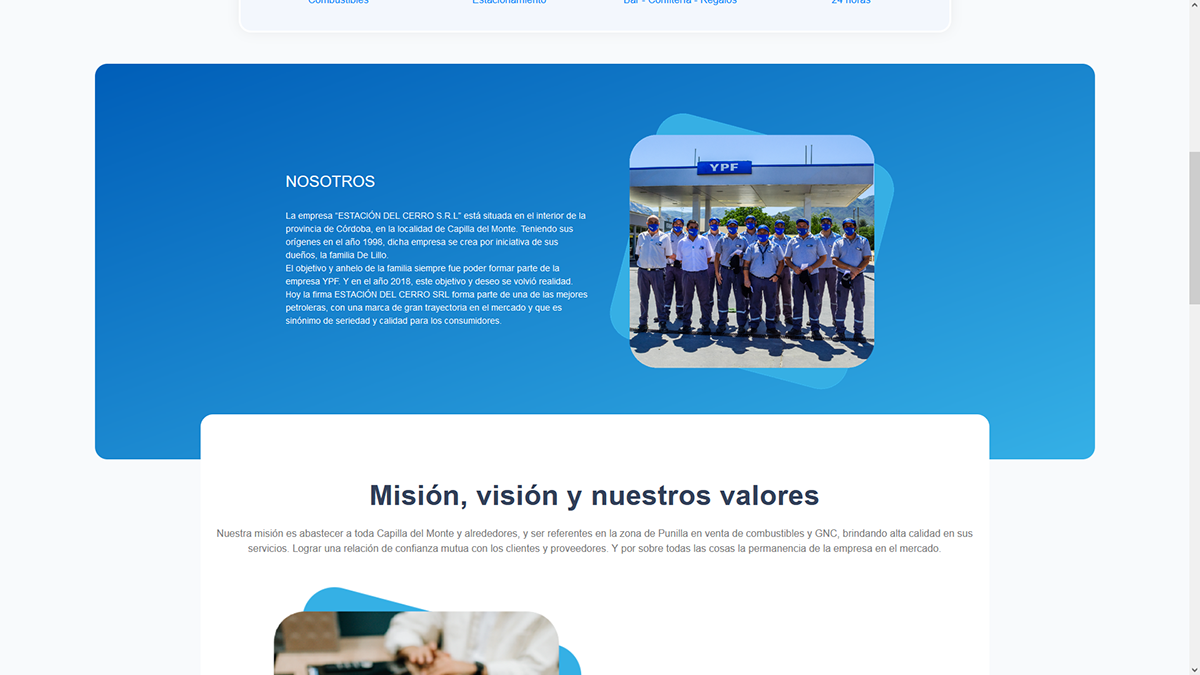 Combustibles Estacionamiento Bar - Confitería - Regalos 24 horas
NOSOTROS
YPF
La empresa "ESTACIÓN DEL CERRO S.R.L" está situada en el interior de la
provincia de Córdoba, en la localidad de Capilla del Monte. Teniendo sus
orígenes en el año 1998, dicha empresa se crea por iniciativa de sus
dueños, la familia De Lillo.
El objetivo y anhelo de la familia siempre fue poder formar parte de la
empresa YPF. Y en el año 2018, este objetivo y deseo se volvió realidad.
Hoy la firma ESTACIÓN DEL CERRO SRL forma parte de una de las mejores
petroleras, con una marca de gran trayectoria en el mercado y que es
sinónimo de seriedad y calidad para los consumidores.
Misión, visión y nuestros valores
Nuestra misión es abastecer a toda Capilla del Monte y alrededores, y ser referentes en la zona de Punilla en venta de combustibles y GNC, brindando alta calidad en sus
servicios. Lograr una relación de confianza mutua con los clientes y proveedores. Y por sobre todas las cosas la permanencia de la empresa en el mercado.